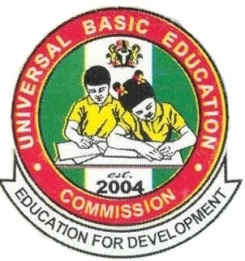 UNIVERSAL BASIC EDUCATION
est.
2004
COMMISSION
EDUCATION FOR DEVELOPMENT